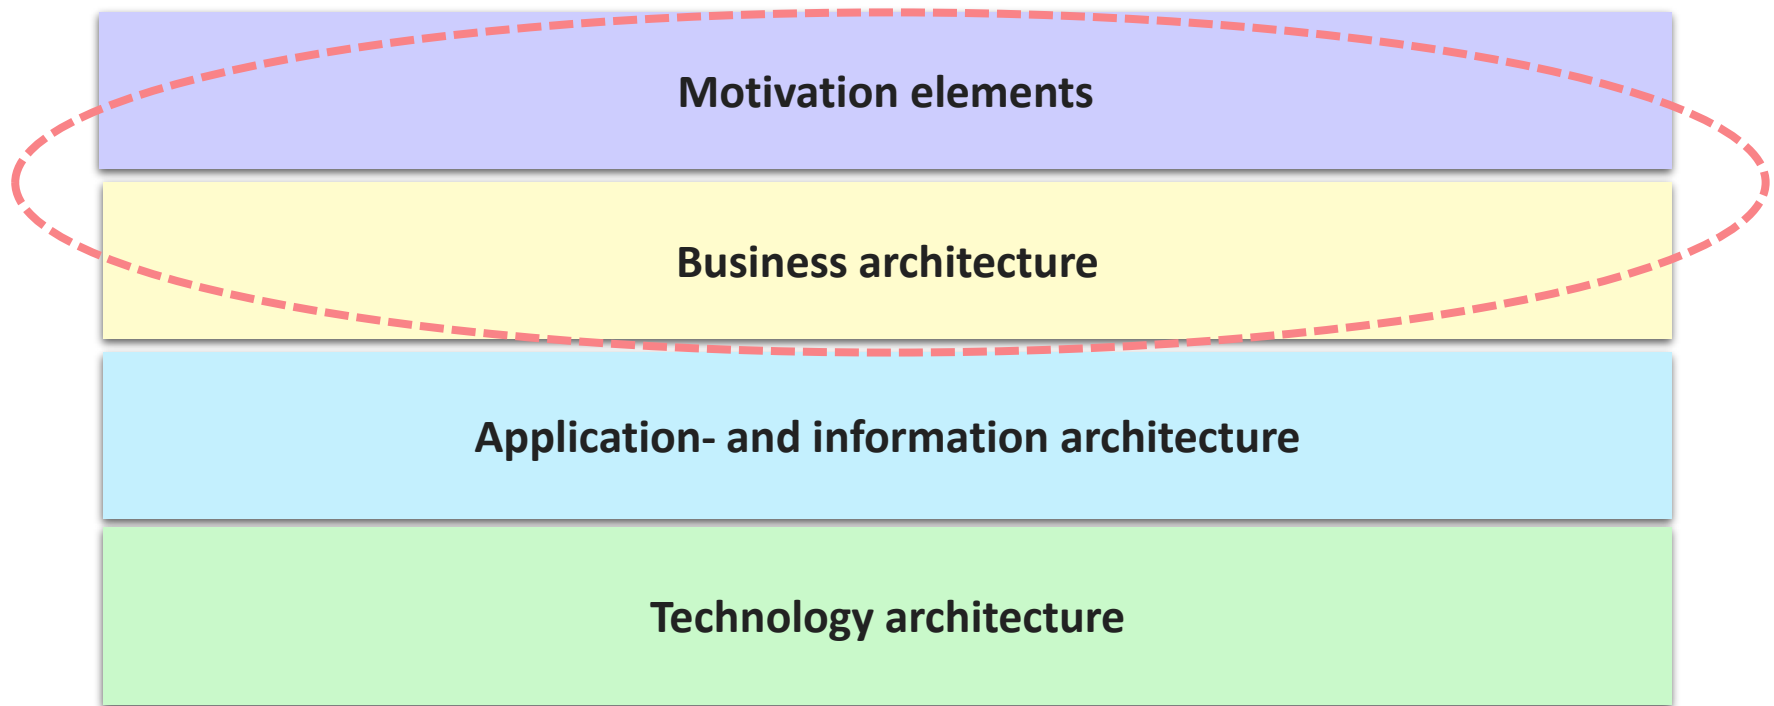 Motivation elements
Business architecture
Application- and information architecture
Technology architecture